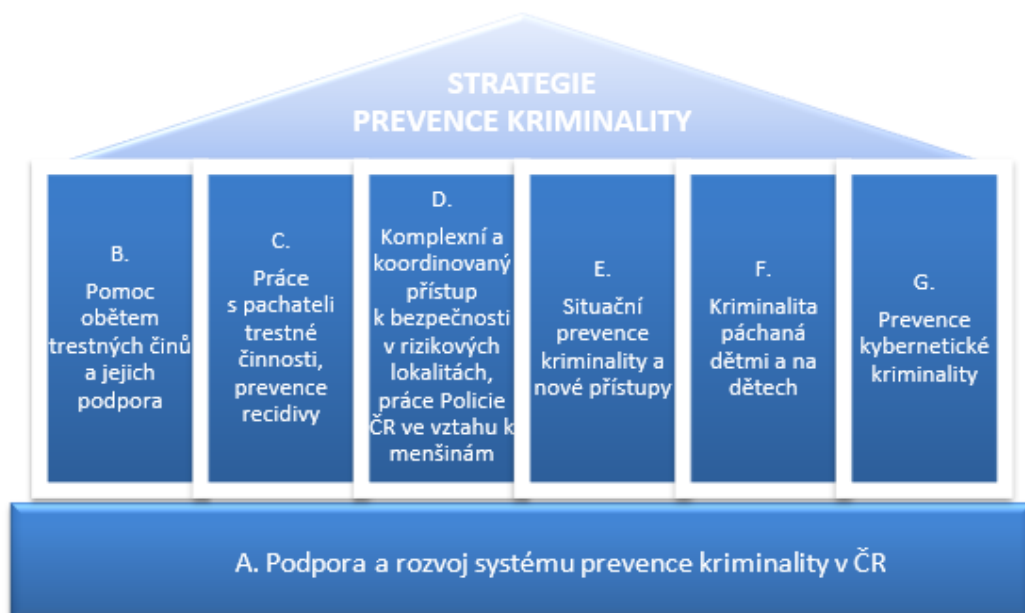 STRATEGIE
PREVENCE KRIMINALITY
B.
Pomoc
obětem
trestných činů
a jejich
podpora
C.
Práce
s pachateli
trestné
činnosti,
prevence
recidivy
D.
Komplexní a
koordinovaný
přístup
k bezpečnosti
v rizikových
lokalitách,
práce Policie
ČR ve vztahu k
menšinám
E.
Situační
prevence
kriminality a
nové přístupy
F.
Kriminalita
páchaná
dětmi a na
dětech
G.
Prevence
kybernetické
kriminality
A. Podpora a rozvoj systému prevence kriminality v ČR